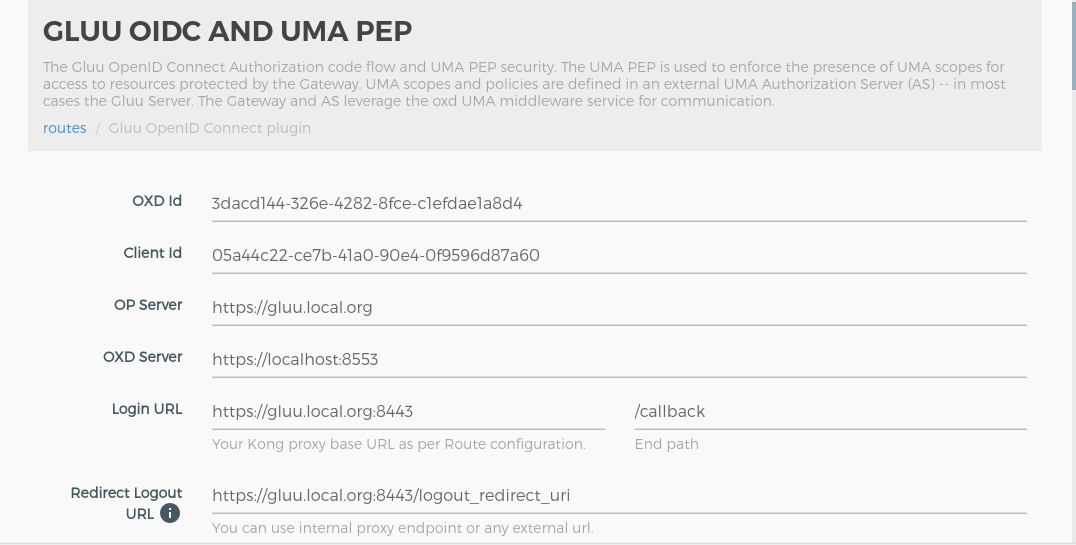 GLUU OIDC AND UMA PEP
The Gluu OpenID Connect Authorization code flow and UMA PEP security. The UMA PEP is used to enforce the presence of UMA scopes for
access to resources protected by the Gateway. UMA scopes and policies are defined in an external UMA Authorization Server (AS) -- in most
cases the Gluu Server. The Gateway and AS leverage the oxd UMA middleware service for communication.
routes / Gluu OpenID Connect plugin
OXD Id 3dacd144-326e-4282-8fce-c1efdae1a8d4
Client Id 05a44c22-ce7b-41a0-90e4-0f9596d87a60
OP Server https://gluu.local.org
OXD Server https://localhost:8553
Login URL https://gluu.local.org:8443 /callback
Your Kong proxy base URL as per Route configuration. End path
Redirect Logout
URL
https://gluu.local.org:8443/logout_redirect_uri
You can use internal proxy endpoint or any external url.